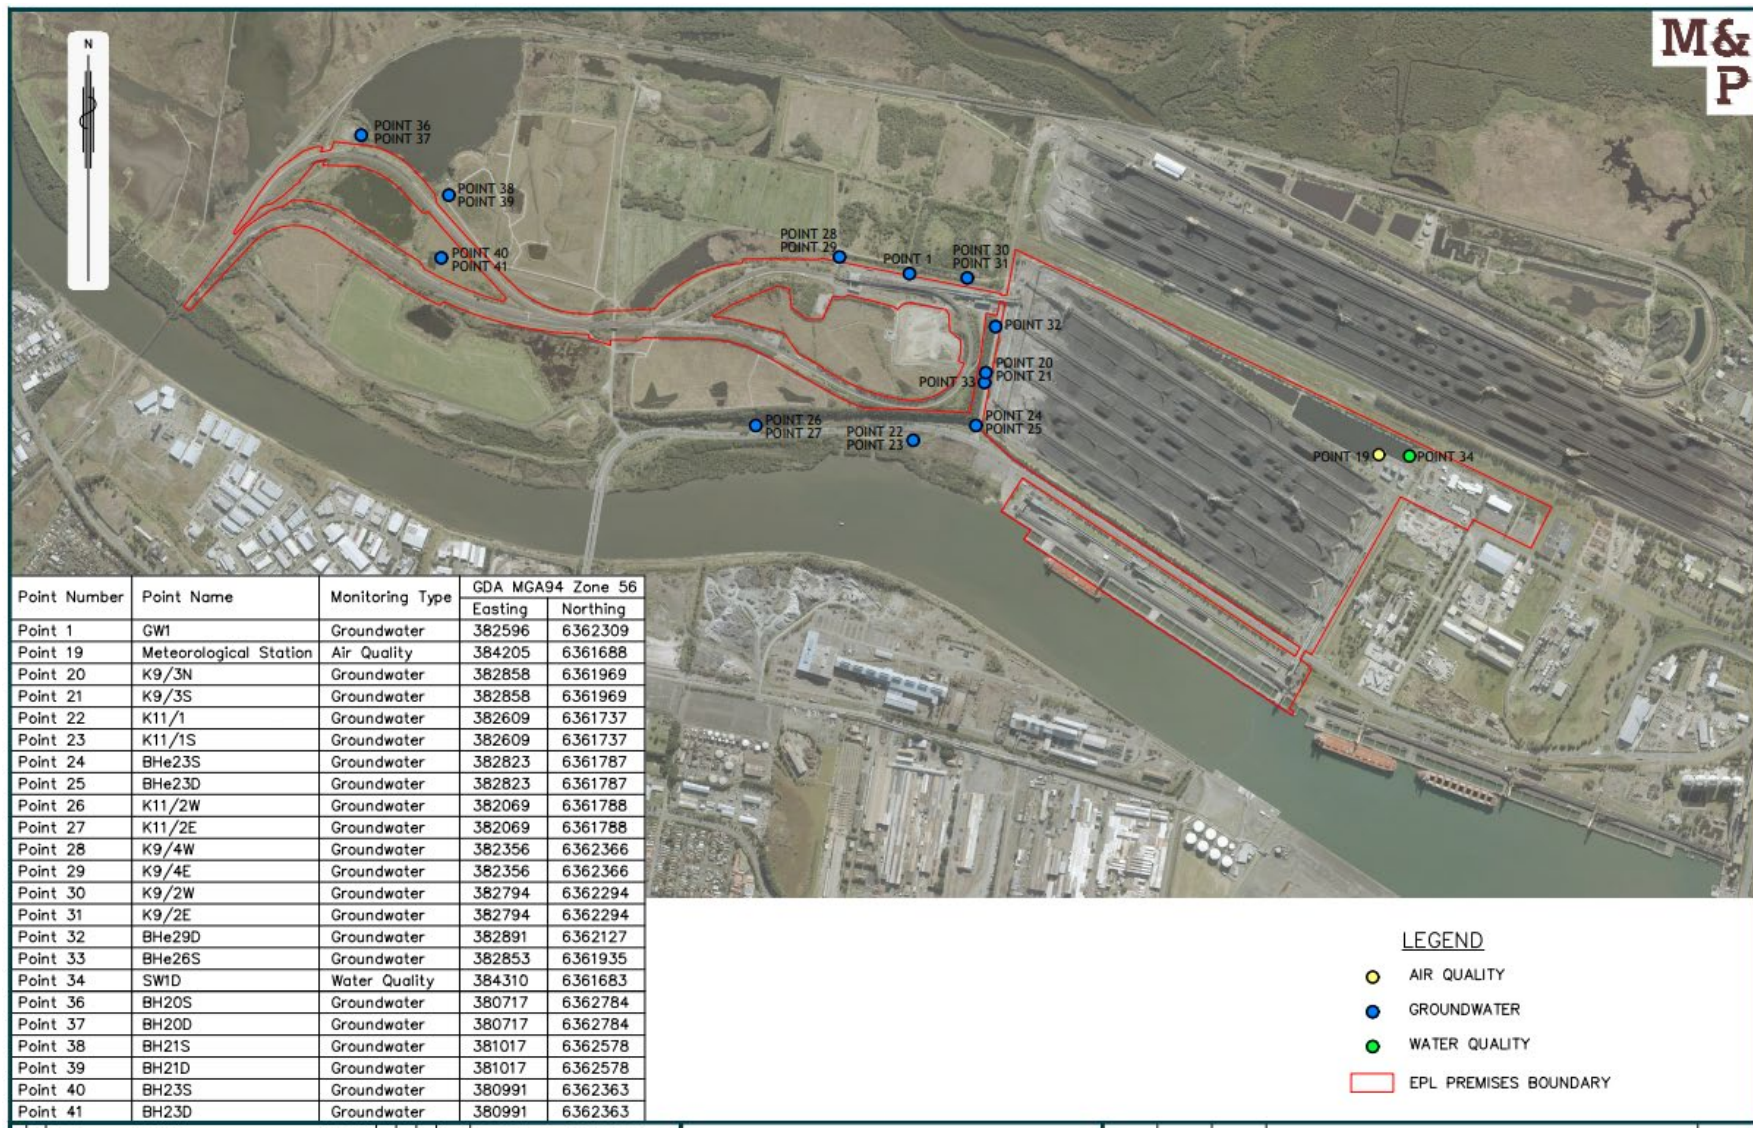 N
M&
P
POINT 36
POINT 37
POINT 38
POINT 39
POINT 40
POINT 41
POINT 28
POINT 29
POINT 1
POINT 30
POINT 31
POINT 32
POINT 20
POINT 33
POINT 21
POINT 26
POINT 27
POINT 22
POINT 23
POINT 24
POINT 25
POINT 19
POINT 34
Point Number Point Name Monitoring Type GDA MGA94 Zone 56
Easting Northing
Point 1 GW1 Groundwater 382596 6362309
Point 19 Meteorological Station Air Quality 384205 6361688
Point 20 K9/3N Groundwater 382858 6361969
Point 21 K9/3S Groundwater 382858 6361969
Point 22 K11/1 Groundwater 382609 6361737
Point 23 K11/1S Groundwater 382609 6361737
Point 24 BHe23S Groundwater 382823 6361787
Point 25 BHe23D Groundwater 382823 6361787
Point 26 K11/2W Groundwater 382069 6361788
Point 27 K11/2E Groundwater 382069 6361788
Point 28 K9/4W Groundwater 382356 6362366
Point 29 K9/4E Groundwater 382356 6362366
Point 30 K9/2W Groundwater 382794 6362294
Point 31 K9/2E Groundwater 382794 6362294
Point 32 BHe29D Groundwater 382891 6362127
Point 33 BHe26S Groundwater 382853 6361935
Point 34 SW1D Water Quality 384310 6361683
Point 36 BH20S Groundwater 380717 6362784
Point 37 BH20D Groundwater 380717 6362784
Point 38 BH21S Groundwater 381017 6362578
Point 39 BH21D Groundwater 381017 6362578
Point 40 BH23S Groundwater 380991 6362363
Point 41 BH23D Groundwater 380991 6362363
LEGEND
AIR QUALITY
GROUNDWATER
WATER QUALITY
EPL PREMISES BOUNDARY